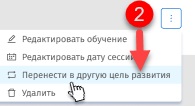 2
Редактировать обучение
Редактировать дату сессии
Перенести в другую цель развития
Удалить